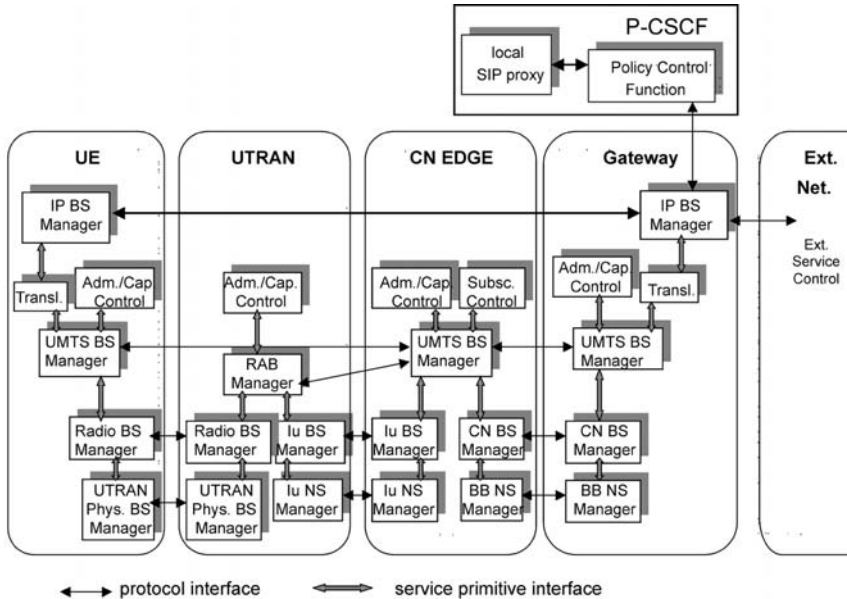 P-CSCF
local
SIP proxy
Policy Control
Function
UE
UTRAN
CN EDGE
Gateway
Ext.
Net.
IP BS
Manager
IP BS
Manager
Ext.
Service
Control
Transl.
Adm./Cap.
Control
Adm./Cap.
Control
Adm./Cap.
Control
Subsc.
Control
Adm./Cap.
Control
Transl.
UMTS BS
Manager
RAB
Manager
UMTS BS
Manager
UMTS BS
Manager
Radio BS
Manager
Radio BS
Manager
Iu BS
Manager
Iu BS
Manager
CN BS
Manager
CN BS
Manager
UTRAN
Phys. BS
Manager
UTRAN
Phys. BS
Manager
Iu NS
Manager
Iu NS
Manager
BB NS
Manager
BB NS
Manager
protocol interface
service primitive interface